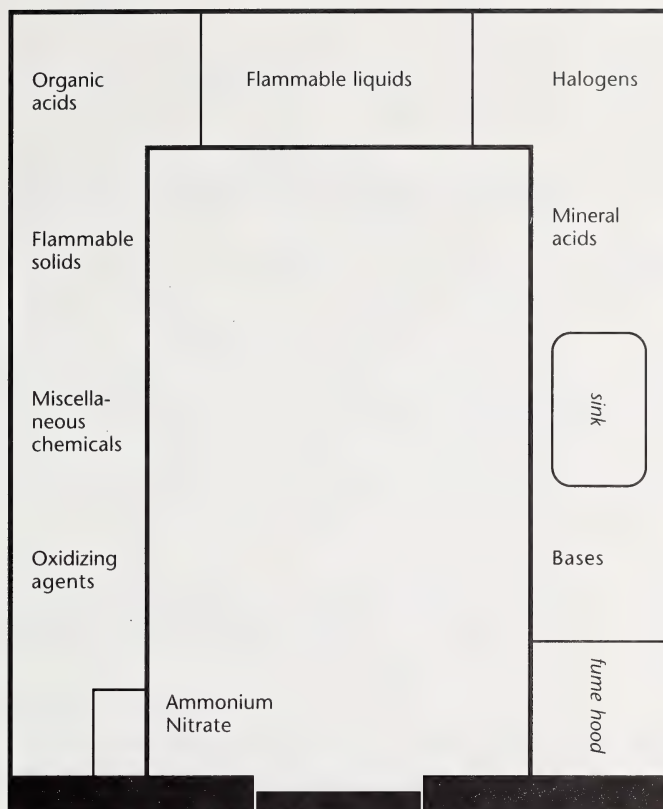 Organic
acids
Flammable liquids
Halogens
Mineral
acids
Flammable
solids
sink
Miscella-
neous
chemicals
Oxidizing
agents
Bases
fume hood
Ammonium
Nitrate